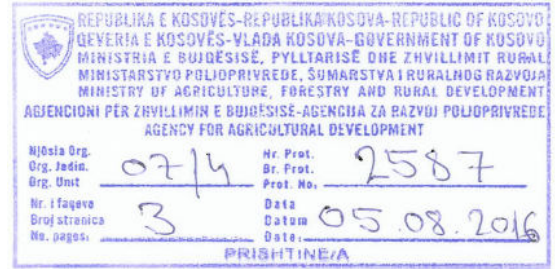 REPUBLIKA E KOSOVËS-REPUBLIKA KOSOVA-REPUBLIC OF KOSOVO
QEVERIA E KOSOVËS-VLADA KOSOVA-GOVERNMENT OF KOSOVO
MINISTRIA E BUJQËSISË, PYLLTARISË DHE ZHVILLIMIT RURAL
MINISTARSTVO POLJOPRIVREDE, ŠUMARSTVA I RURALNOG RAZVOJA
MINISTRY OF AGRICULTURE, FORESTRY AND RURAL DEVELOPMENT
AGJENCIONI PËR ZHVILLIMIN E BUJQËSISË-AGENCIJA ZA RAZVOJ POLJOPRIVREDE
AGENCY FOR AGRICULTURAL DEVELOPMENT
Njësia Org.
Org. Jedin.
Org. Unit
07/4
Nr. Prot.
Br. Prot.
Prot. No:
2587
Nr. i faqeve
Broj stranica
No. pages:
3
Data
Datum
Date:
05.08.2016
PRISHTINË/A